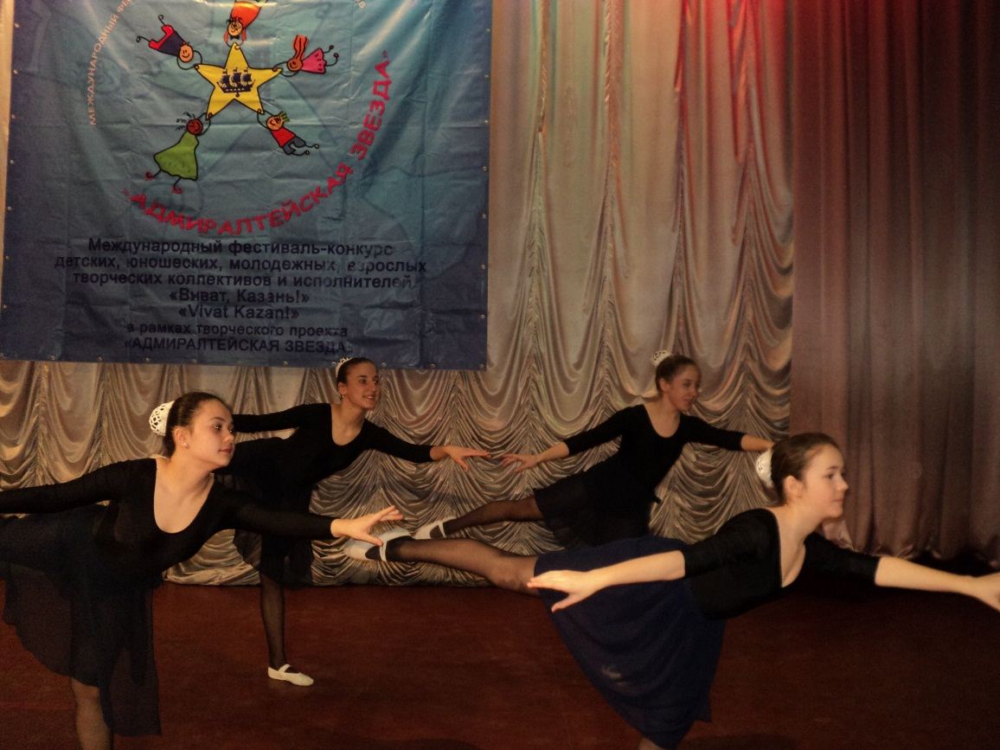 МЕЖДУНАРОДНЫЙ
«АДМИРАЛТЕЙСКАЯ ЗВЕЗДА»
Международный фестиваль-конкурс
детских, юношеских, молодежных, взрослых
творческих коллективов и исполнителей
«Виват, Казань!»
«Vivat Kazan!»
в рамках творческого проекта
«АДМИРАЛТЕЙСКАЯ ЗВЕЗДА»